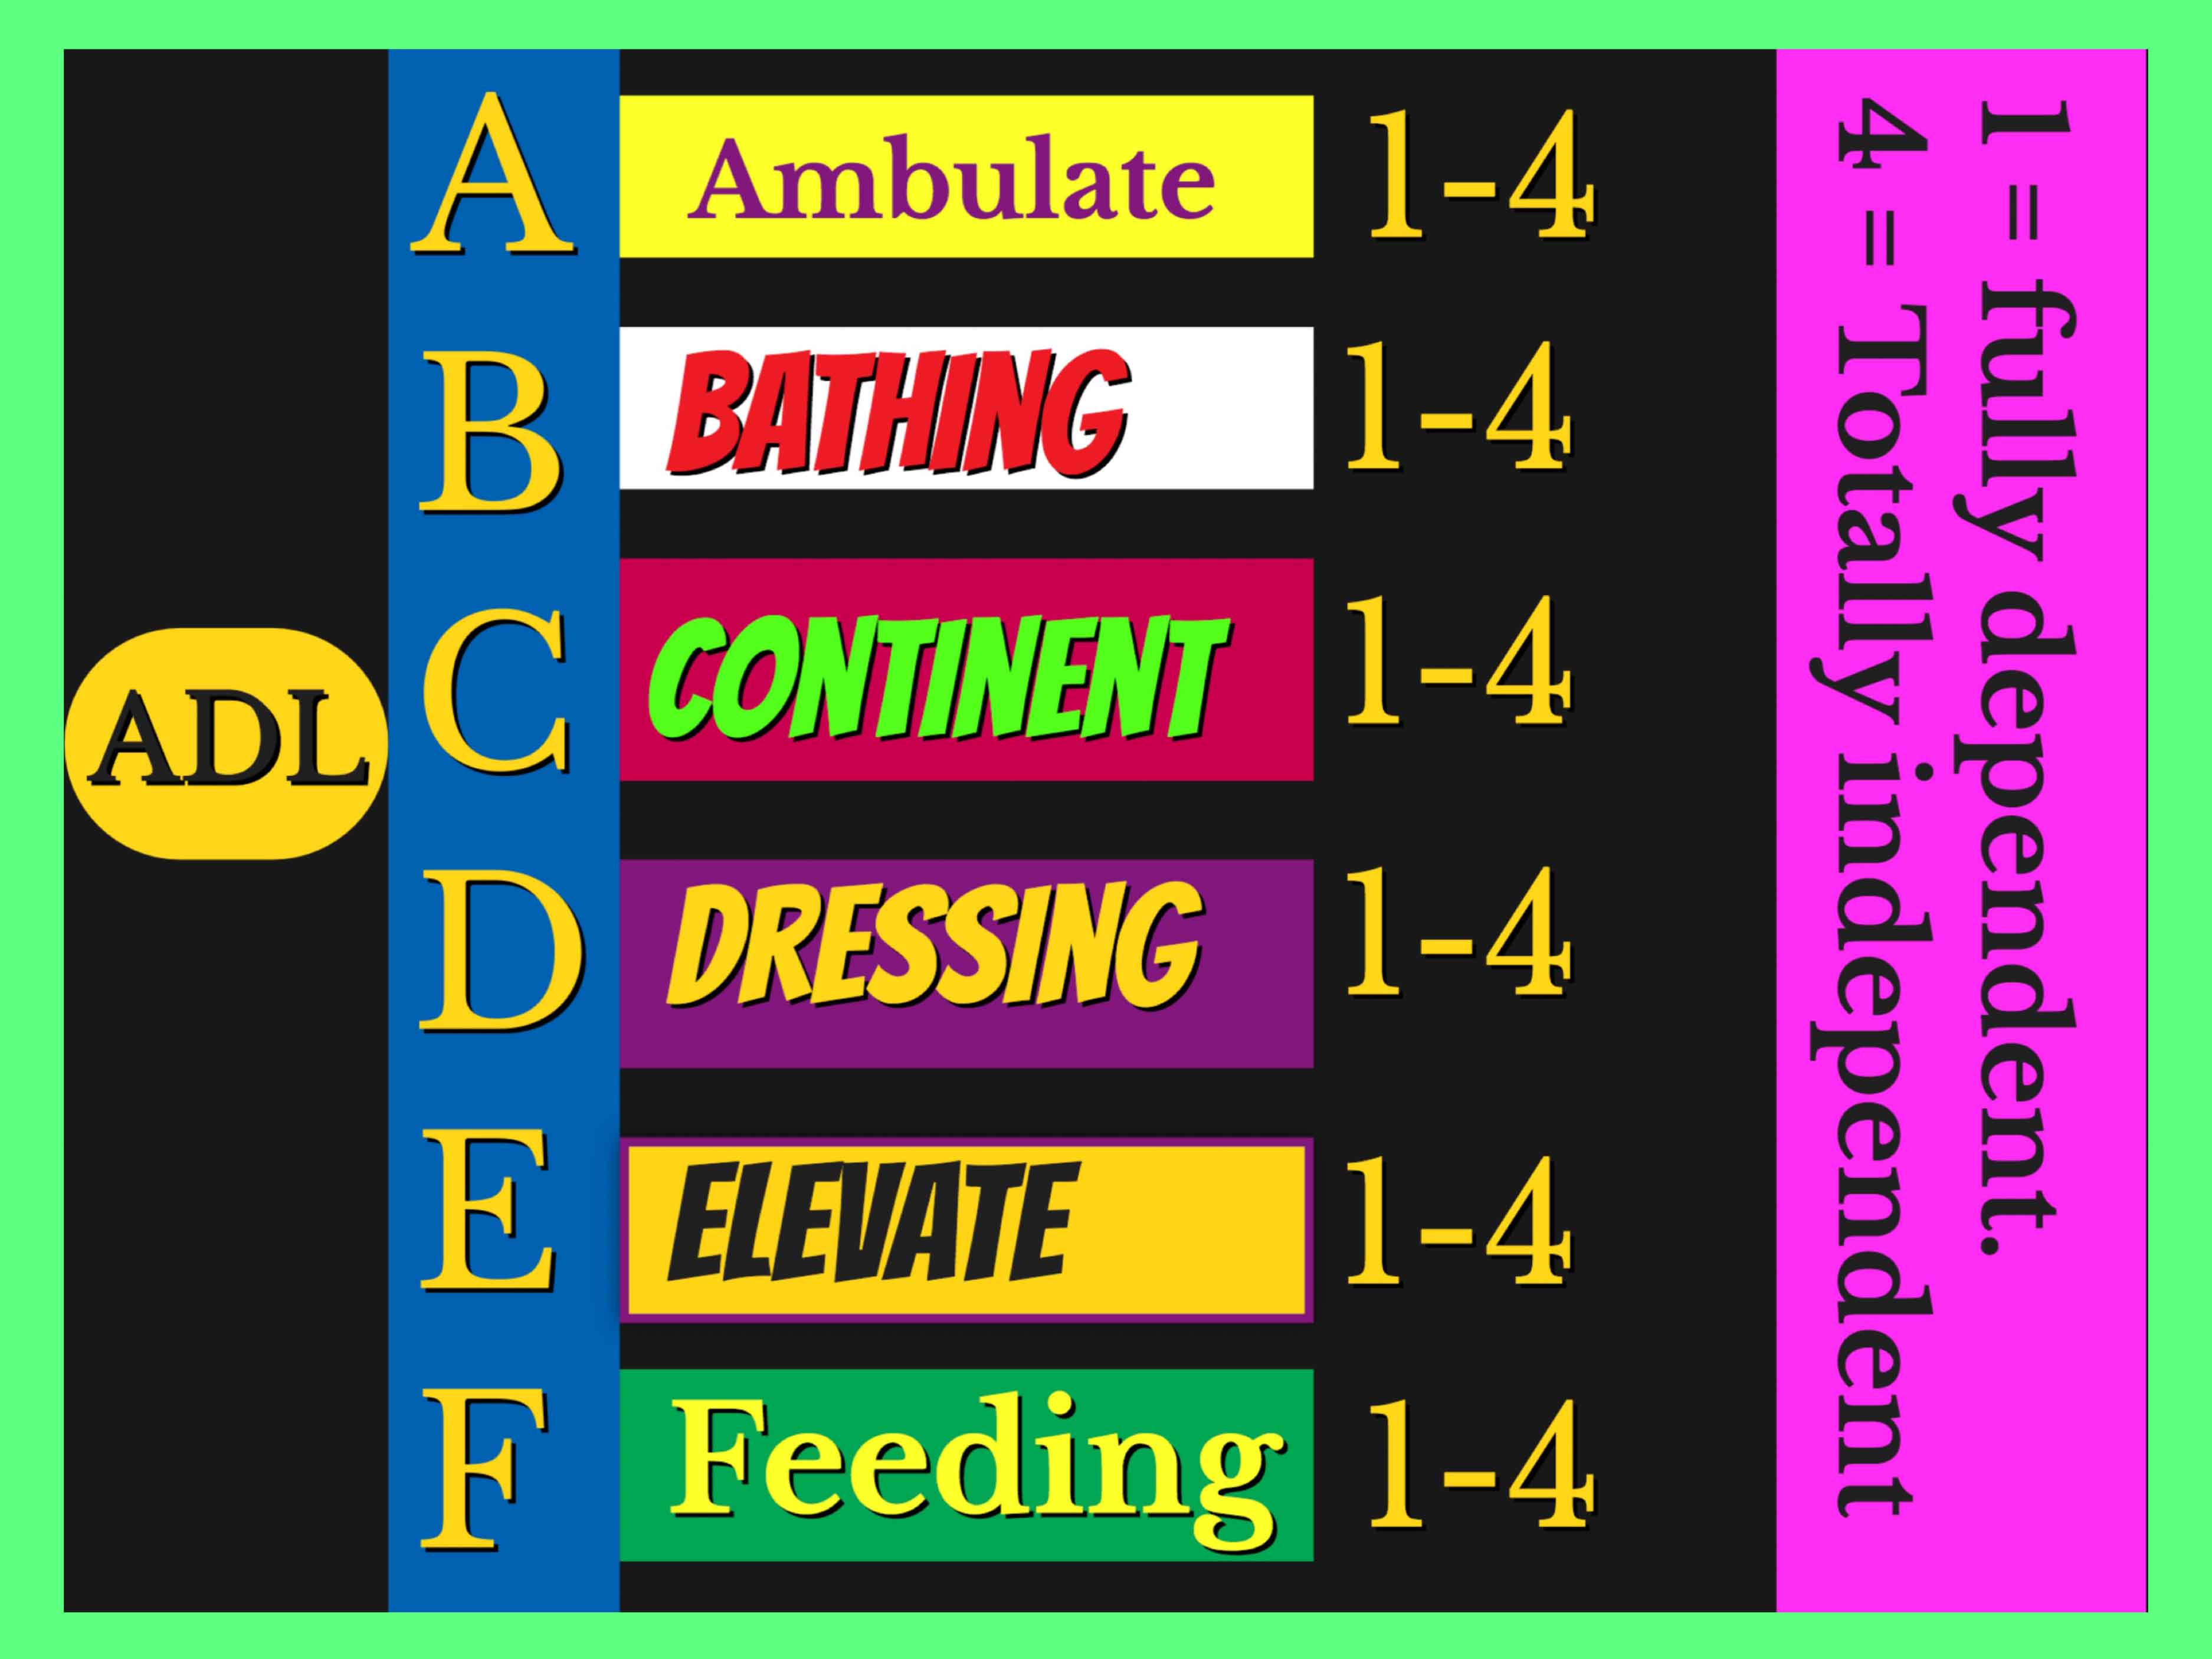 ADL
A Ambulate 1-4
B BATHING 1-4
C CONTINENT 1-4
D DRESSING 1-4
E ELEVATE 1-4
F Feeding 1-4
1 = fully dependent.
4 = Totally independent